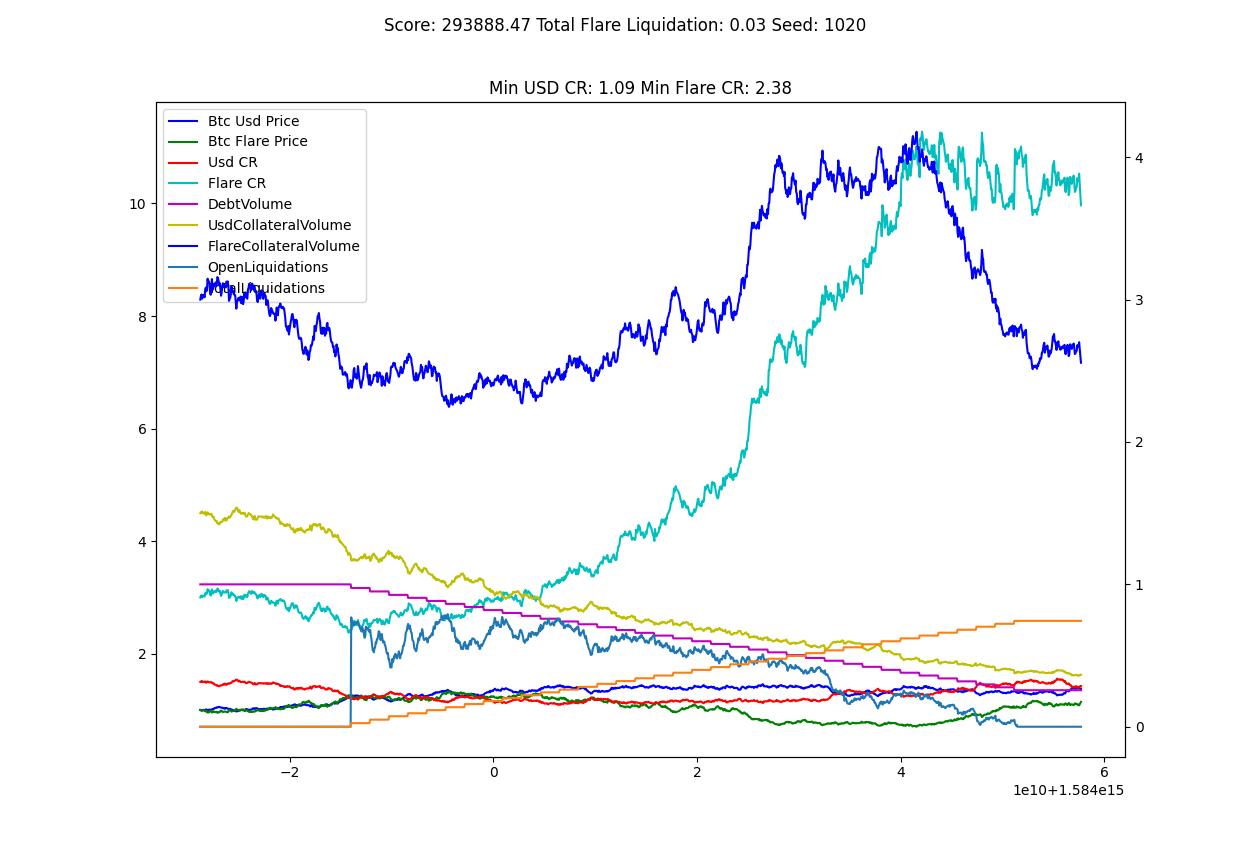 Score: 293888.47 Total Flare Liquidation: 0.03 Seed: 1020
Min USD CR: 1.09 Min Flare CR: 2.38
Btc Usd Price
Btc Flare Price
Usd CR
Flare CR
DebtVolume
UsdCollateralVolume
FlareCollateralVolume
OpenLiquidations
TotalLiquidations
10
8
6
4
2
4
3
2
1
0
−2 0 2 4 6
1e10+1.584e15